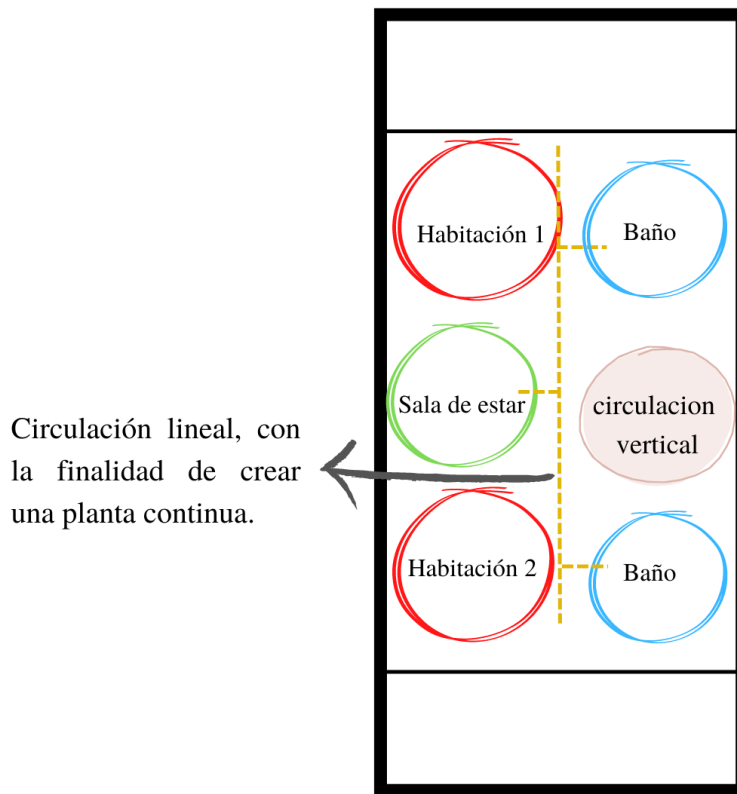 Habitación 1
Baño
Sala de estar
circulacion
vertical
Circulación lineal, con
la finalidad de crear
una planta continua.
Habitación 2
Baño